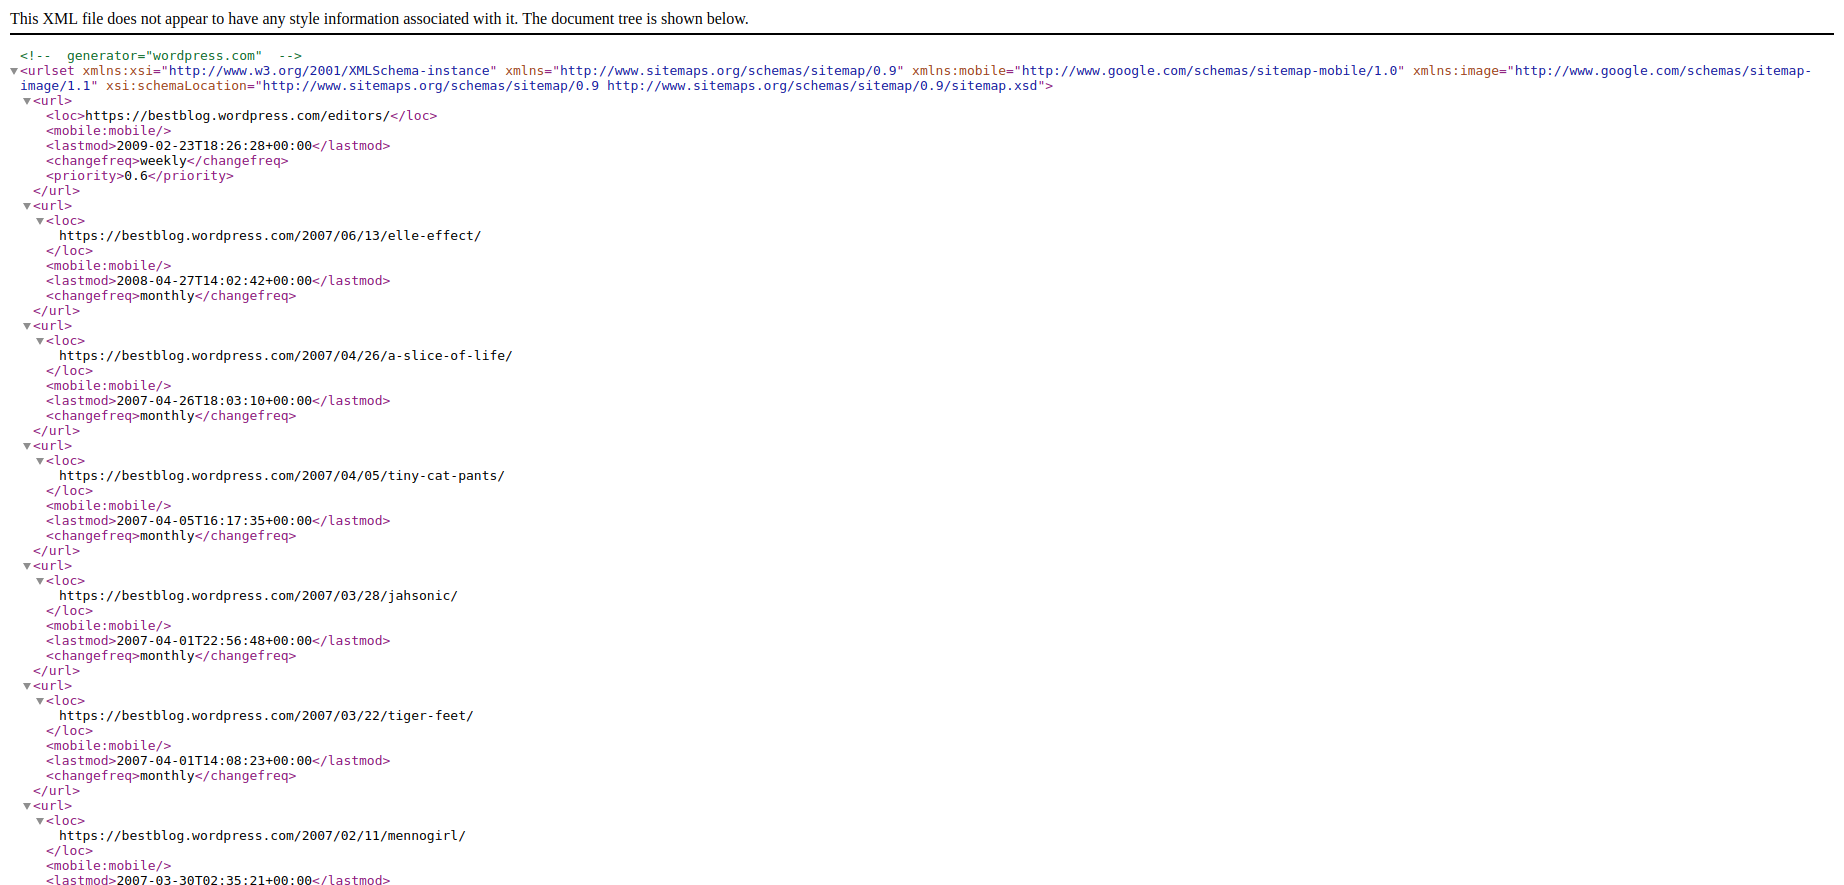 This XML file does not appear to have any style information associated with it. The document tree is shown below.
<!--  generator="wordpress.com"  -->
▼<urlset xmlns:xsi="http://www.w3.org/2001/XMLSchema-instance" xmlns="http://www.sitemaps.org/schemas/sitemap/0.9" xmlns:mobile="http://www.google.com/schemas/sitemap-mobile/1.0" xmlns:image="http://www.google.com/schemas/sitemap-
image/1.1" xsi:schemaLocation="http://www.sitemaps.org/schemas/sitemap/0.9 http://www.sitemaps.org/schemas/sitemap/0.9/sitemap.xsd">
▼<url>
<loc>https://bestblog.wordpress.com/editors/</loc>
<mobile:mobile/>
<lastmod>2009-02-23T18:26:28+00:00</lastmod>
<changefreq>weekly</changefreq>
<priority>0.6</priority>
</url>
▼<url>
▼<loc>
https://bestblog.wordpress.com/2007/06/13/elle-effect/
</loc>
<mobile:mobile/>
<lastmod>2008-04-27T14:02:42+00:00</lastmod>
<changefreq>monthly</changefreq>
</url>
▼<url>
▼<loc>
https://bestblog.wordpress.com/2007/04/26/a-slice-of-life/
</loc>
<mobile:mobile/>
<lastmod>2007-04-26T18:03:10+00:00</lastmod>
<changefreq>monthly</changefreq>
</url>
▼<url>
▼<loc>
https://bestblog.wordpress.com/2007/04/05/tiny-cat-pants/
</loc>
<mobile:mobile/>
<lastmod>2007-04-05T16:17:35+00:00</lastmod>
<changefreq>monthly</changefreq>
</url>
▼<url>
▼<loc>
https://bestblog.wordpress.com/2007/03/28/jahsonic/
</loc>
<mobile:mobile/>
<lastmod>2007-04-01T22:56:48+00:00</lastmod>
<changefreq>monthly</changefreq>
</url>
▼<url>
▼<loc>
https://bestblog.wordpress.com/2007/03/22/tiger-feet/
</loc>
<mobile:mobile/>
<lastmod>2007-04-01T14:08:23+00:00</lastmod>
<changefreq>monthly</changefreq>
</url>
▼<url>
▼<loc>
https://bestblog.wordpress.com/2007/02/11/mennogirl/
</loc>
<mobile:mobile/>
<lastmod>2007-03-30T02:35:21+00:00</lastmod>